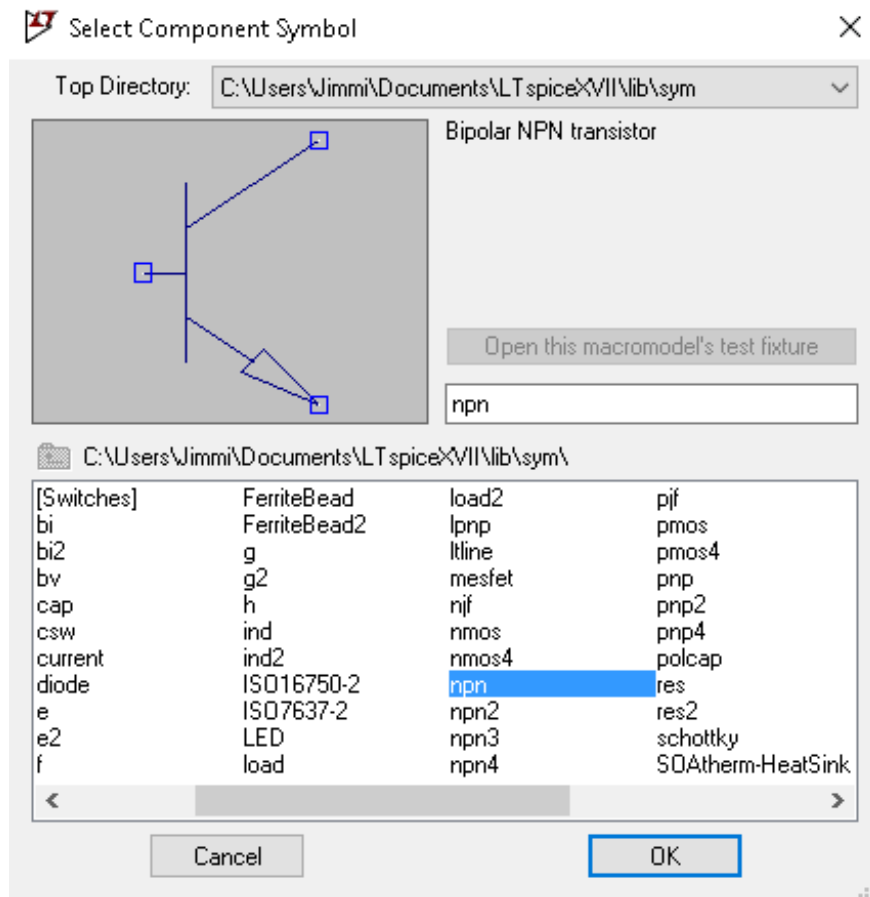 Select Component Symbol
Top Directory: C:\Users\Jimmi\Documents\LTspiceXVII\lib\sym
Bipolar NPN transistor
Open this macromodel's test fixture
npn
C:\Users\Jimmi\Documents\LTspiceXVII\lib\sym\
[Switches] FerriteBead load2 pjf
bi FerriteBead2 lpnp pmos
bi2 g ltline pmos4
bv g2 mesfet pnp
cap h njf pnp2
csw ind nmos pnp4
current ind2 nmos4 polcap
diode ISO16750-2 npn res
e ISO7637-2 npn2 res2
e2 LED npn3 schottky
f load npn4 SOAtherm-HeatSink
Cancel OK